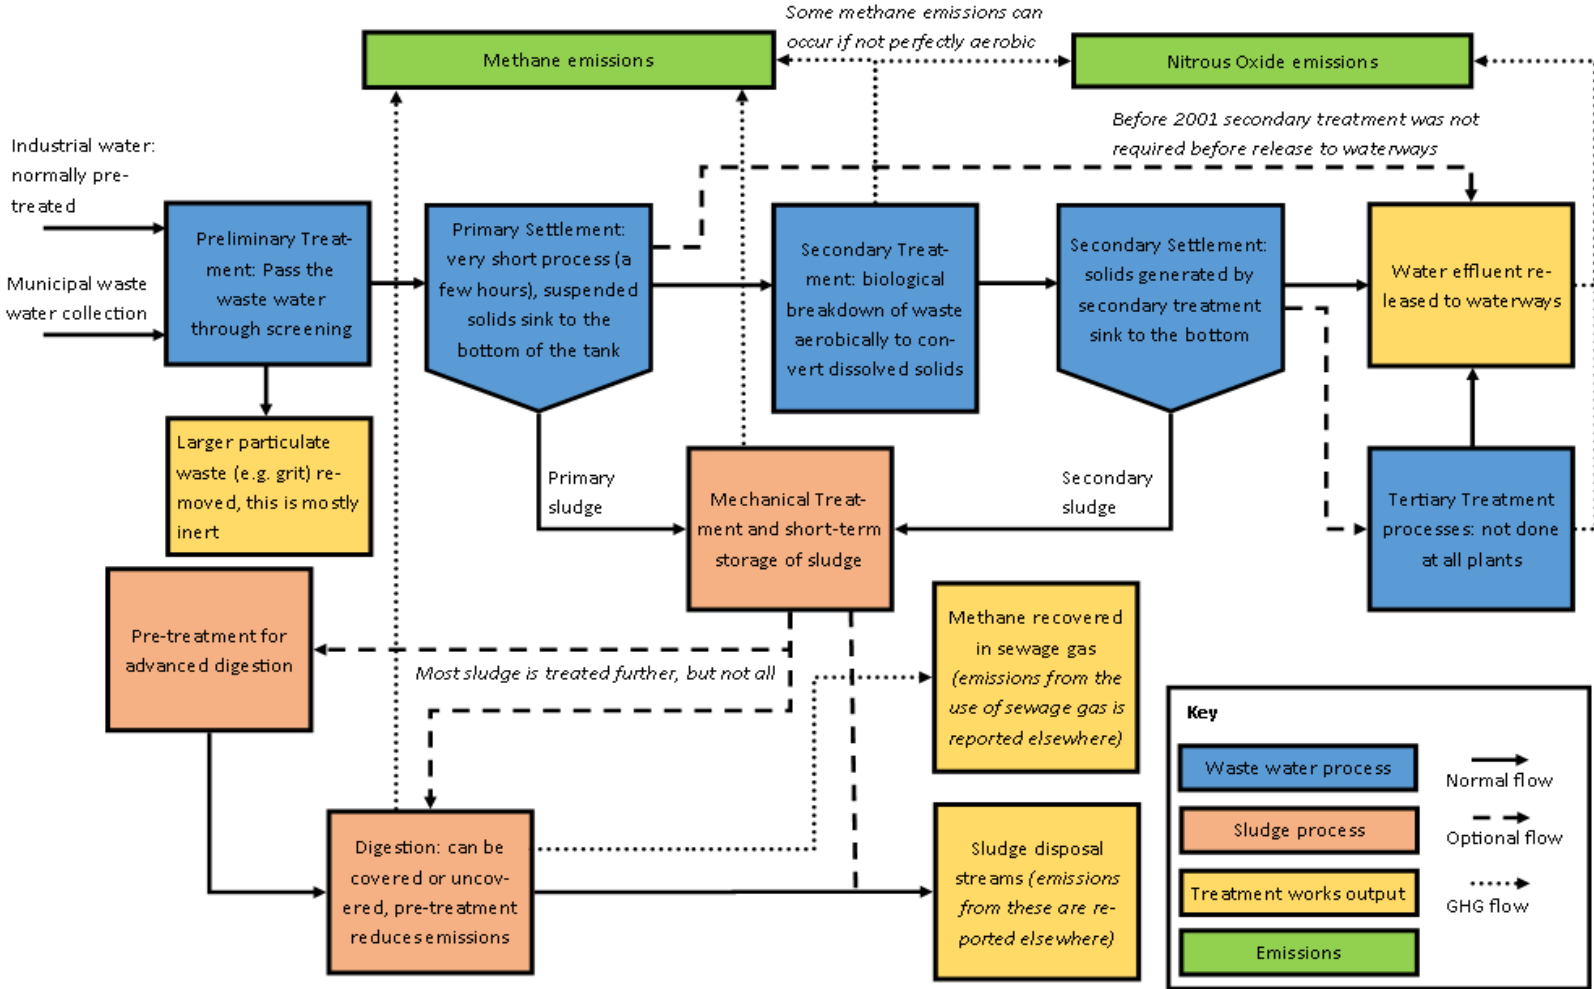 Some methane emissions can
occur if not perfectly aerobic
Methane emissions
Nitrous Oxide emissions
Before 2001 secondary treatment was not
required before release to waterways
Industrial water:
normally pre-
treated
Municipal waste
water collection
Preliminary Treat-
ment: Pass the
waste water
through screening
Primary Settlement:
very short process (a
few hours), suspended
solids sink to the
bottom of the tank
Secondary Treat-
ment: biological
breakdown of waste
aerobically to con-
vert dissolved solids
Secondary Settlement:
solids generated by
secondary treatment
sink to the bottom
Water effluent re-
leased to waterways
Larger particulate
waste (e.g. grit) re-
moved, this is mostly
inert
Primary
sludge
Mechanical Treat-
ment and short-term
storage of sludge
Secondary
sludge
Tertiary Treatment
processes: not done
at all plants
Pre-treatment for
advanced digestion
Most sludge is treated further, but not all
Methane recovered
in sewage gas
(emissions from the
use of sewage gas is
reported elsewhere)
Digestion: can be
covered or uncov-
ered, pre-treatment
reduces emissions
Sludge disposal
streams (emissions
from these are re-
ported elsewhere)
Key
Waste water process
Normal flow
Sludge process
Optional flow
Treatment works output
GHG flow
Emissions